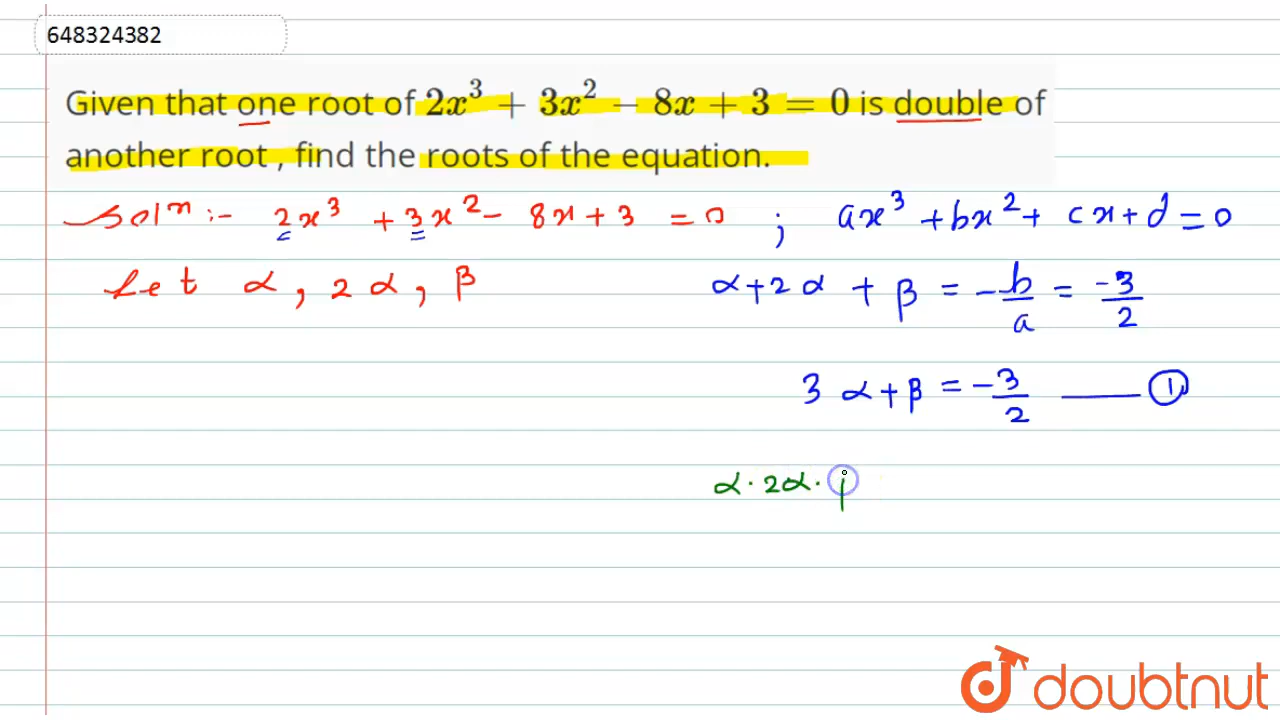 648324382
Given that one root of 2x³ + 3x² − 8x + 3 = 0 is double of
another root , find the roots of the equation.
Solⁿ :- 2x³ + 3x² - 8x + 3 = 0 ; ax³ + bx² + cx + d = 0
Let α , 2α , β
α + 2α + β = -b/a = -3/2
3α + β = -3/2 —— ①
α · 2α ·
doubtnut